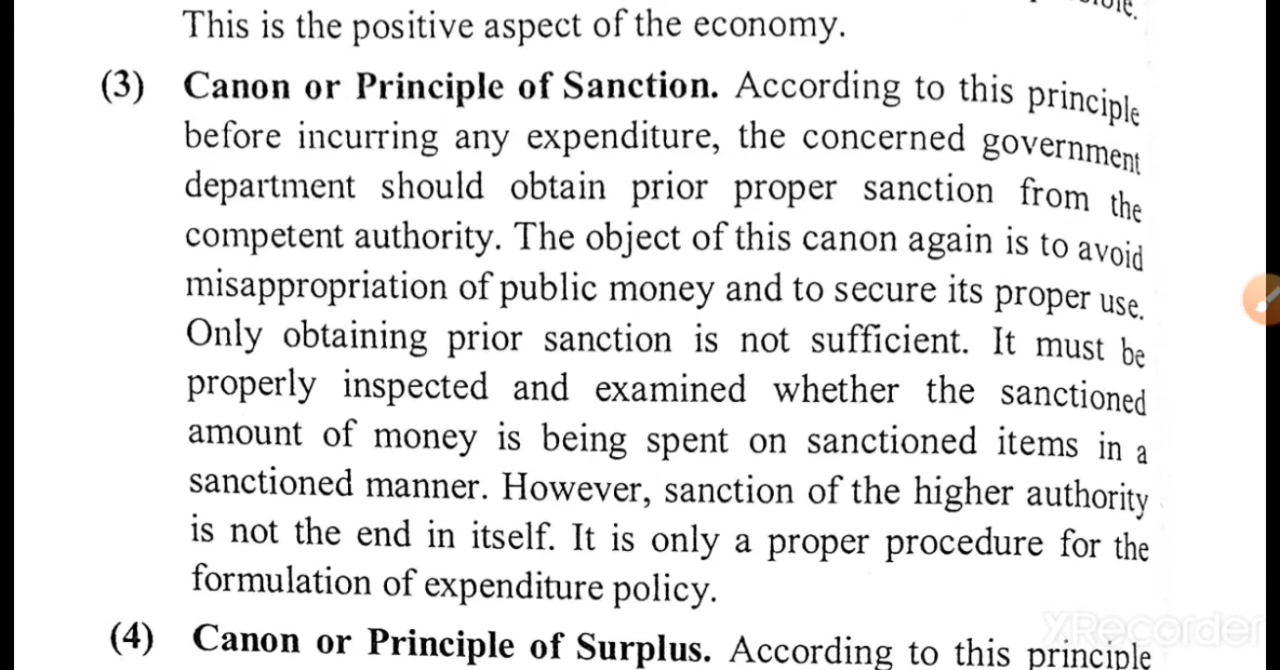 This is the positive aspect of the economy.
(3) Canon or Principle of Sanction. According to this principle
before incurring any expenditure, the concerned government
department should obtain prior proper sanction from the
competent authority. The object of this canon again is to avoid
misappropriation of public money and to secure its proper use.
Only obtaining prior sanction is not sufficient. It must be
properly inspected and examined whether the sanctioned
amount of money is being spent on sanctioned items in a
sanctioned manner. However, sanction of the higher authority
is not the end in itself. It is only a proper procedure for the
formulation of expenditure policy.
(4) Canon or Principle of Surplus. According to this principle
XRecorder